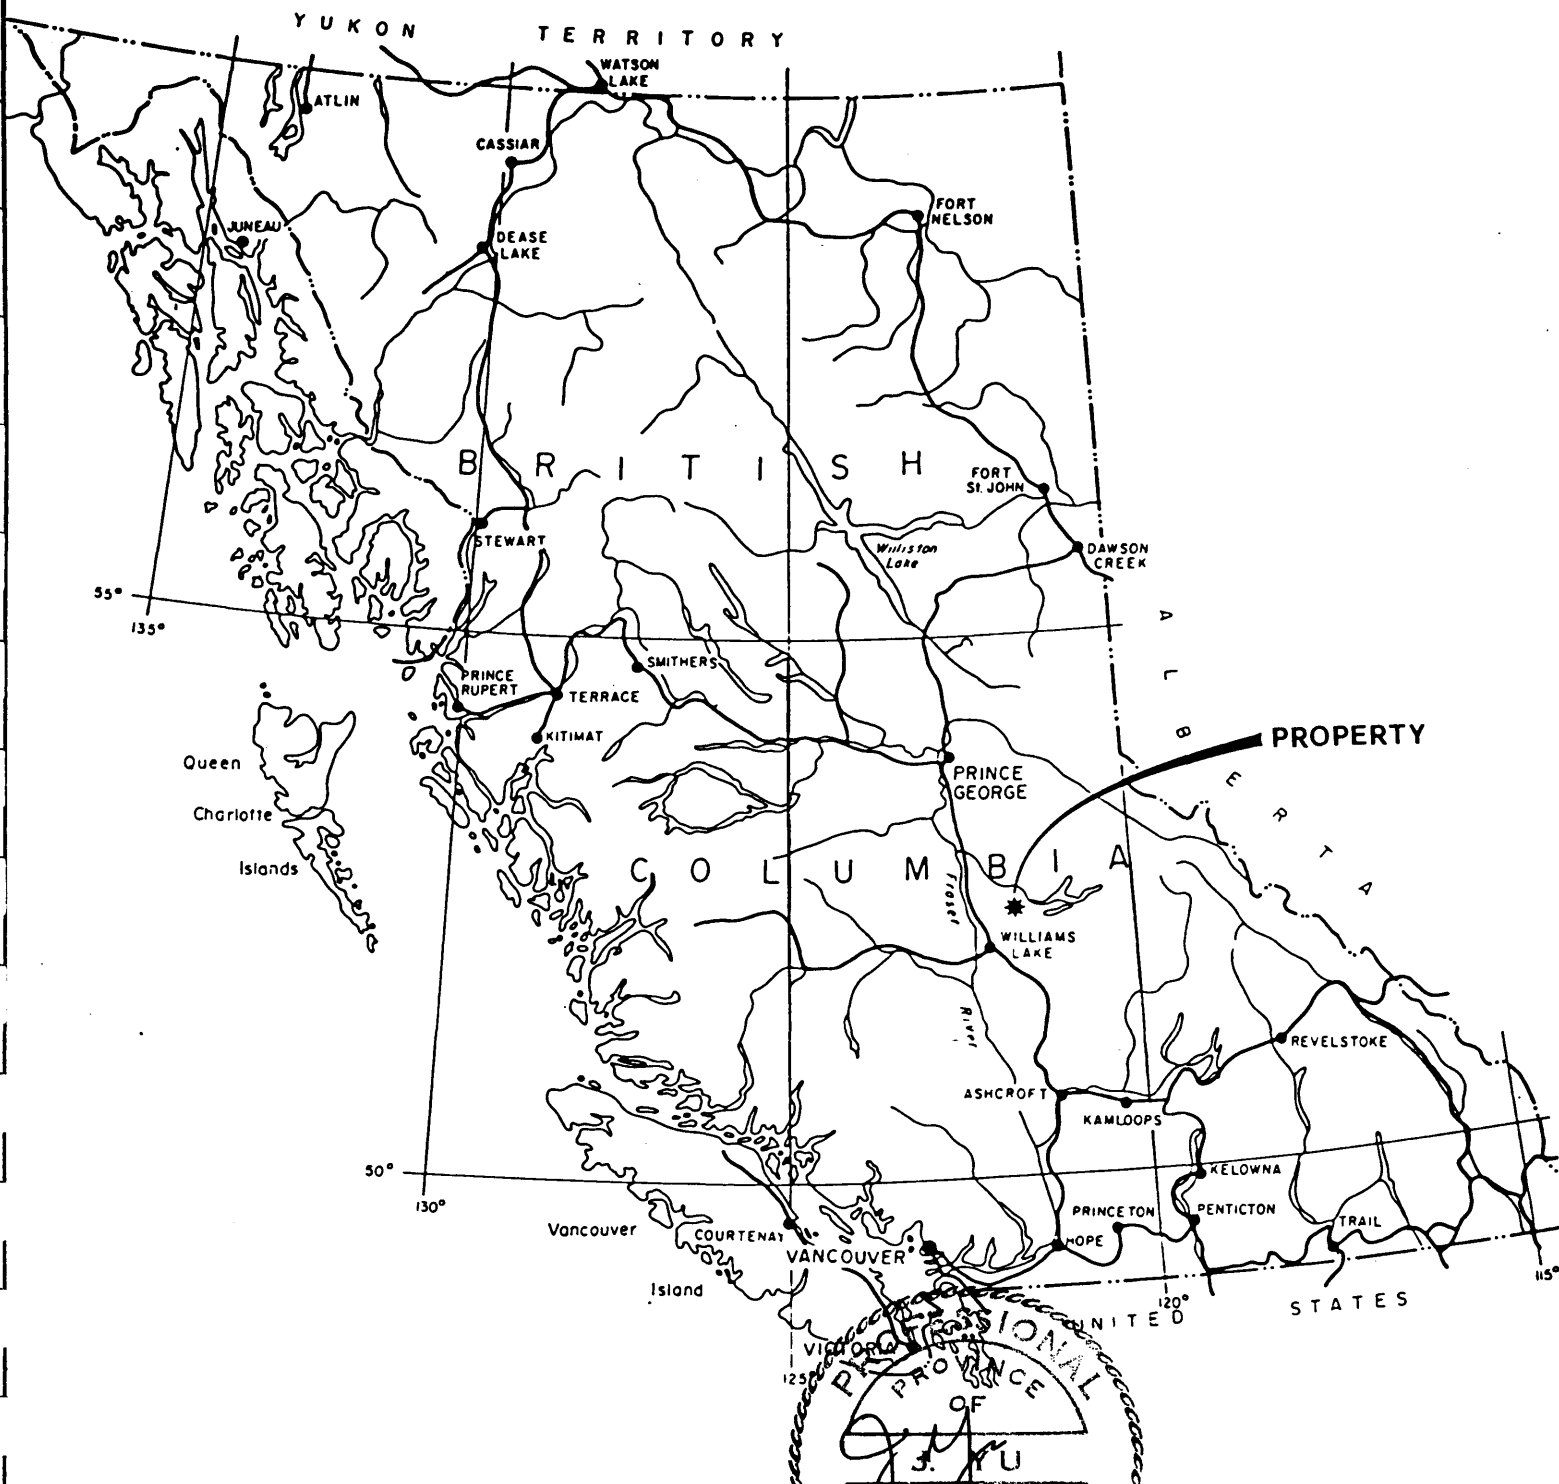 YUKON TERRITORY
WATSON
LAKE
ATLIN
CASSIAR
FORT
NELSON
JUNEAU
DEASE
LAKE
BRITISH
FORT
St. JOHN
STEWART
Williston
Lake
DAWSON
CREEK
55°
135°
ALBERTA
SMITHERS
PRINCE
RUPERT
TERRACE
KITIMAT
PROPERTY
Queen
Charlotte
Islands
PRINCE
GEORGE
COLUMBIA
Fraser
River
WILLIAMS
LAKE
REVELSTOKE
ASHCROFT
KAMLOOPS
50°
130°
KELOWNA
PRINCETON
PENTICTON
Vancouver
Island
COURTENAY
VANCOUVER
HOPE
TRAIL
115°
120°
UNITED STATES
VICTORIA
125°
PROFESSIONAL
PROVINCE
OF
J. YU